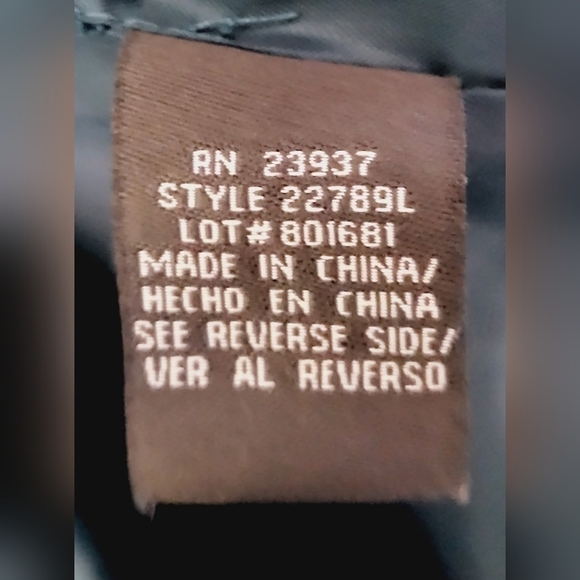 RN 23937
STYLE 22789L
LOT# 801681
MADE IN CHINA/
HECHO EN CHINA
SEE REVERSE SIDE/
VER AL REVERSO